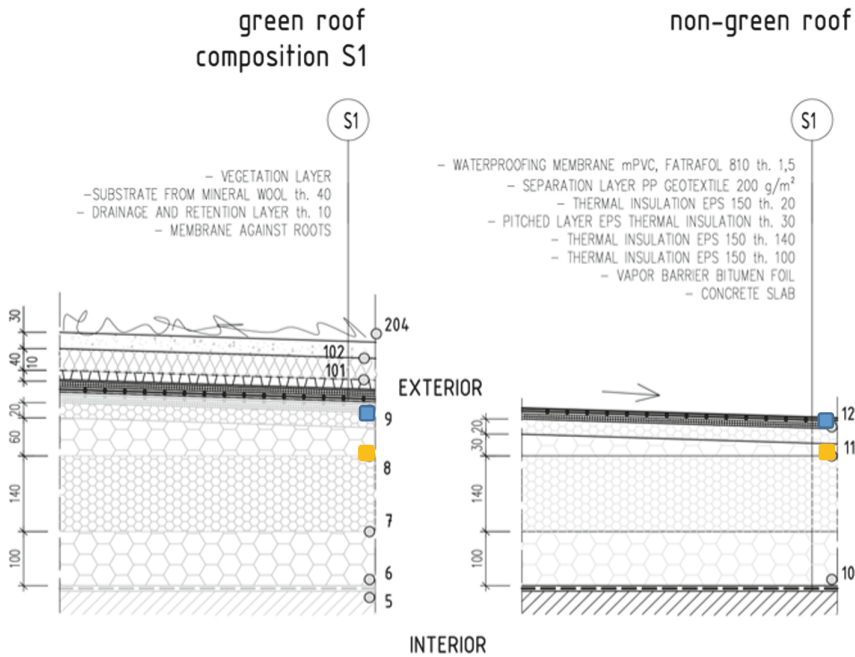 green roof
composition S1
S1
- VEGETATION LAYER
-SUBSTRATE FROM MINERAL WOOL th. 40
- DRAINAGE AND RETENTION LAYER th. 10
- MEMBRANE AGAINST ROOTS
30
40
10
20
60
140
100
204
102
101
9
8
7
6
5
EXTERIOR
INTERIOR
non-green roof
S1
- WATERPROOFING MEMBRANE mPVC, FATRAFOL 810 th. 1,5
- SEPARATION LAYER PP GEOTEXTILE 200 g/m²
- THERMAL INSULATION EPS 150 th. 20
- PITCHED LAYER EPS THERMAL INSULATION th. 30
- THERMAL INSULATION EPS 150 th. 140
- THERMAL INSULATION EPS 150 th. 100
- VAPOR BARRIER BITUMEN FOIL
- CONCRETE SLAB
20
30
140
100
12
11
10